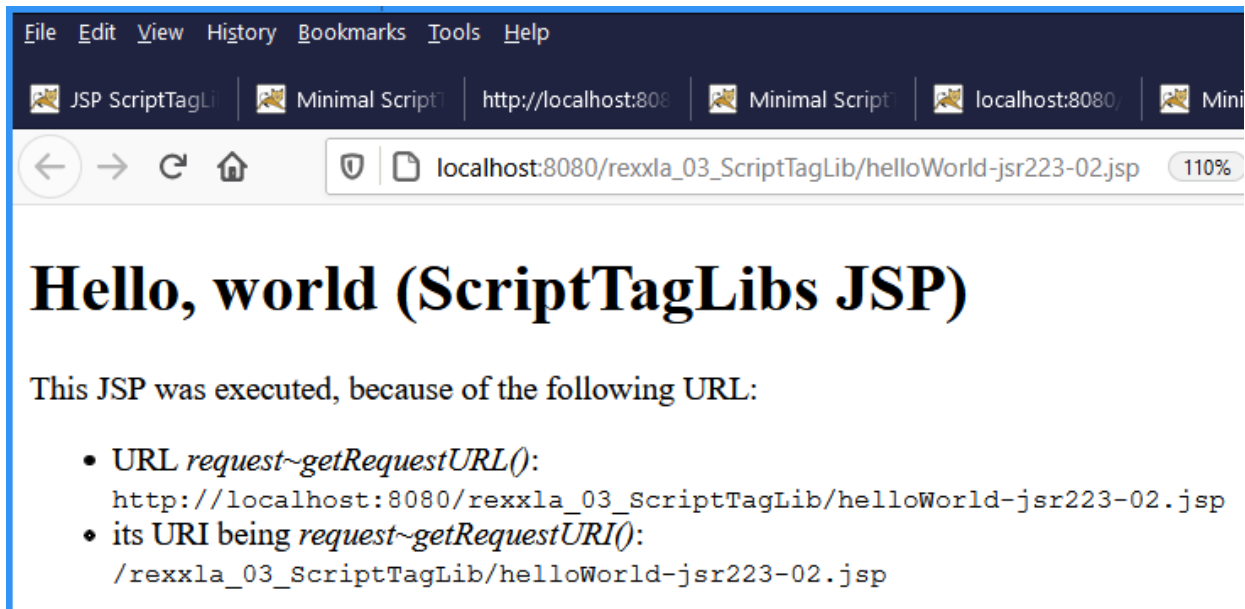 File Edit View History Bookmarks Tools Help
JSP ScriptTagLi Minimal Script http://localhost:808 Minimal Script localhost:8080/ Mini
localhost:8080/rexxla_03_ScriptTagLib/helloWorld-jsr223-02.jsp 110%
Hello, world (ScriptTagLibs JSP)
This JSP was executed, because of the following URL:
• URL request~getRequestURL():
http://localhost:8080/rexxla_03_ScriptTagLib/helloWorld-jsr223-02.jsp
• its URI being request~getRequestURI():
/rexxla_03_ScriptTagLib/helloWorld-jsr223-02.jsp